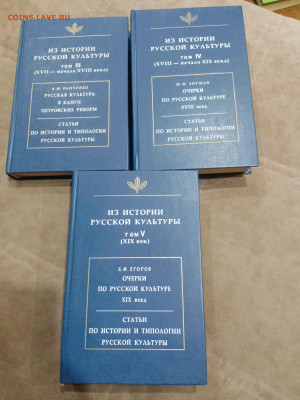 coins.lave.ru
ИЗ ИСТОРИИ
РУССКОЙ КУЛЬТУРЫ
ТОМ III
(XVII — начало XVIII века)
А.М. ПАНЧЕНКО
РУССКАЯ КУЛЬТУРА
В КАНУН
ПЕТРОВСКИХ РЕФОРМ
СТАТЬИ
ПО ИСТОРИИ И ТИПОЛОГИИ
РУССКОЙ КУЛЬТУРЫ
ИЗ ИСТОРИИ
РУССКОЙ КУЛЬТУРЫ
ТОМ IV
(XVIII — начало XIX века)
Ю.М. ЛОТМАН
ОЧЕРКИ
ПО РУССКОЙ КУЛЬТУРЕ
XVIII века
СТАТЬИ
ПО ИСТОРИИ И ТИПОЛОГИИ
РУССКОЙ КУЛЬТУРЫ
ИЗ ИСТОРИИ
РУССКОЙ КУЛЬТУРЫ
ТОМ V
(XIX век)
Б.Ф. ЕГОРОВ
ОЧЕРКИ
ПО РУССКОЙ КУЛЬТУРЕ
XIX века
СТАТЬИ
ПО ИСТОРИИ И ТИПОЛОГИИ
РУССКОЙ КУЛЬТУРЫ